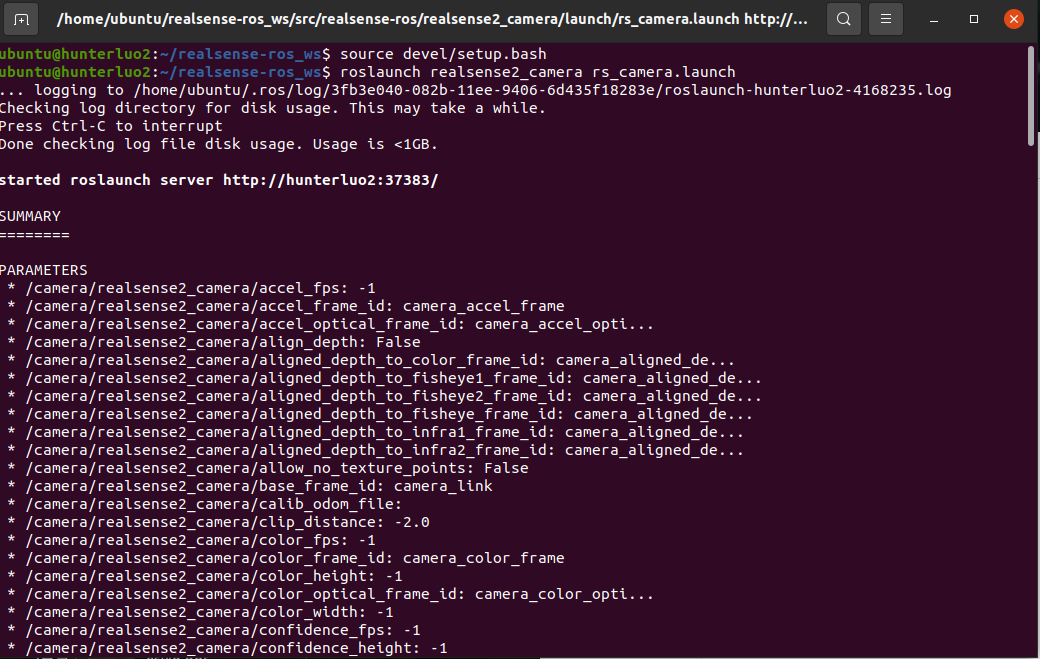 /home/ubuntu/realsense-ros_ws/src/realsense-ros/realsense2_camera/launch/rs_camera.launch http://...
ubuntu@hunterluo2:~/realsense-ros_ws$ source devel/setup.bash
ubuntu@hunterluo2:~/realsense-ros_ws$ roslaunch realsense2_camera rs_camera.launch
... logging to /home/ubuntu/.ros/log/3fb3e040-082b-11ee-9406-6d435f18283e/roslaunch-hunterluo2-4168235.log
Checking log directory for disk usage. This may take a while.
Press Ctrl-C to interrupt
Done checking log file disk usage. Usage is <1GB.
started roslaunch server http://hunterluo2:37383/
SUMMARY
========
PARAMETERS
* /camera/realsense2_camera/accel_fps: -1
* /camera/realsense2_camera/accel_frame_id: camera_accel_frame
* /camera/realsense2_camera/accel_optical_frame_id: camera_accel_opti...
* /camera/realsense2_camera/align_depth: False
* /camera/realsense2_camera/aligned_depth_to_color_frame_id: camera_aligned_de...
* /camera/realsense2_camera/aligned_depth_to_fisheye1_frame_id: camera_aligned_de...
* /camera/realsense2_camera/aligned_depth_to_fisheye2_frame_id: camera_aligned_de...
* /camera/realsense2_camera/aligned_depth_to_fisheye_frame_id: camera_aligned_de...
* /camera/realsense2_camera/aligned_depth_to_infra1_frame_id: camera_aligned_de...
* /camera/realsense2_camera/aligned_depth_to_infra2_frame_id: camera_aligned_de...
* /camera/realsense2_camera/allow_no_texture_points: False
* /camera/realsense2_camera/base_frame_id: camera_link
* /camera/realsense2_camera/calib_odom_file:
* /camera/realsense2_camera/clip_distance: -2.0
* /camera/realsense2_camera/color_fps: -1
* /camera/realsense2_camera/color_frame_id: camera_color_frame
* /camera/realsense2_camera/color_height: -1
* /camera/realsense2_camera/color_optical_frame_id: camera_color_opti...
* /camera/realsense2_camera/color_width: -1
* /camera/realsense2_camera/confidence_fps: -1
* /camera/realsense2_camera/confidence_height: -1